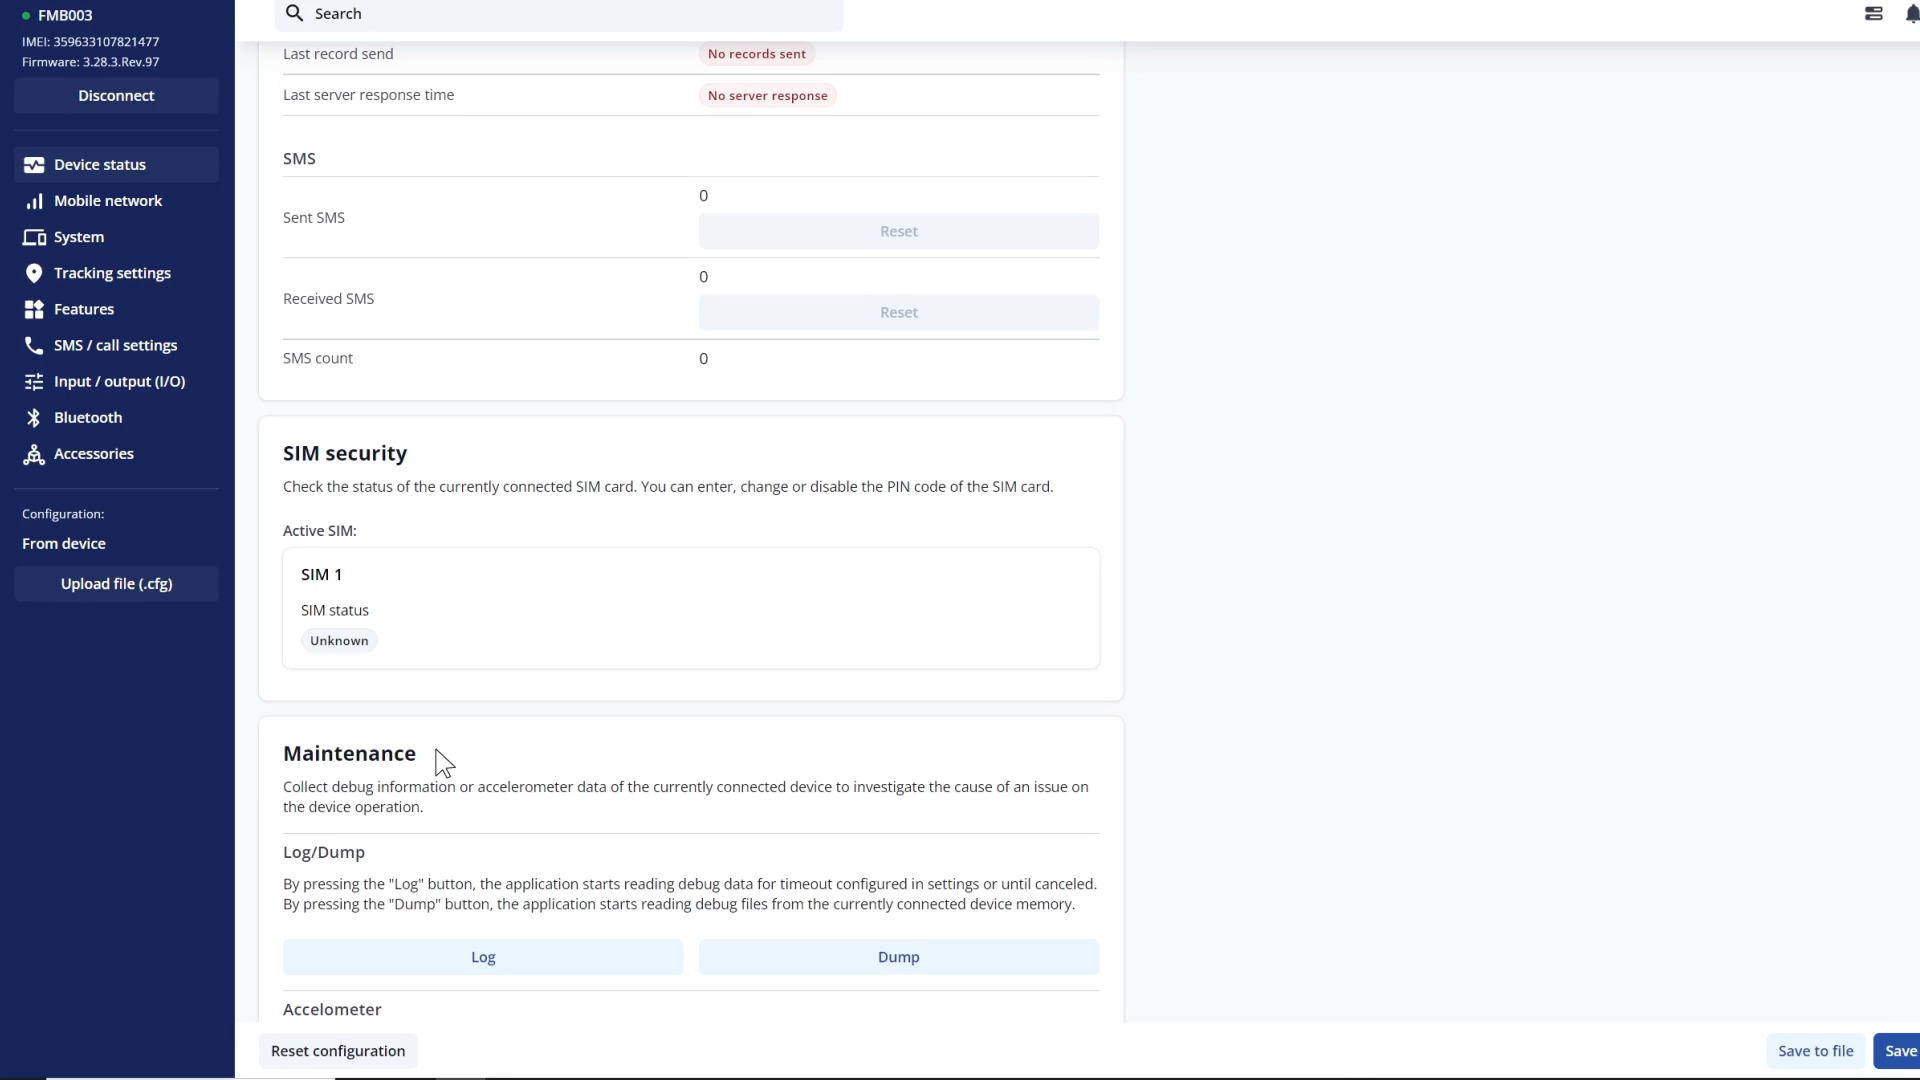 FMB003
IMEI: 359633107821477
Firmware: 3.28.3.Rev.97
Disconnect
Device status
Mobile network
System
Tracking settings
Features
SMS / call settings
Input / output (I/O)
Bluetooth
Accessories
Configuration:
From device
Upload file (.cfg)
Search
Last record send
No records sent
Last server response time
No server response
SMS
Sent SMS
0
Reset
Received SMS
0
Reset
SMS count
0
SIM security
Check the status of the currently connected SIM card. You can enter, change or disable the PIN code of the SIM card.
Active SIM:
SIM 1
SIM status
Unknown
Maintenance
Collect debug information or accelerometer data of the currently connected device to investigate the cause of an issue on
the device operation.
Log/Dump
By pressing the "Log" button, the application starts reading debug data for timeout configured in settings or until canceled.
By pressing the "Dump" button, the application starts reading debug files from the currently connected device memory.
Log
Dump
Accelometer
Reset configuration
Save to file
Save